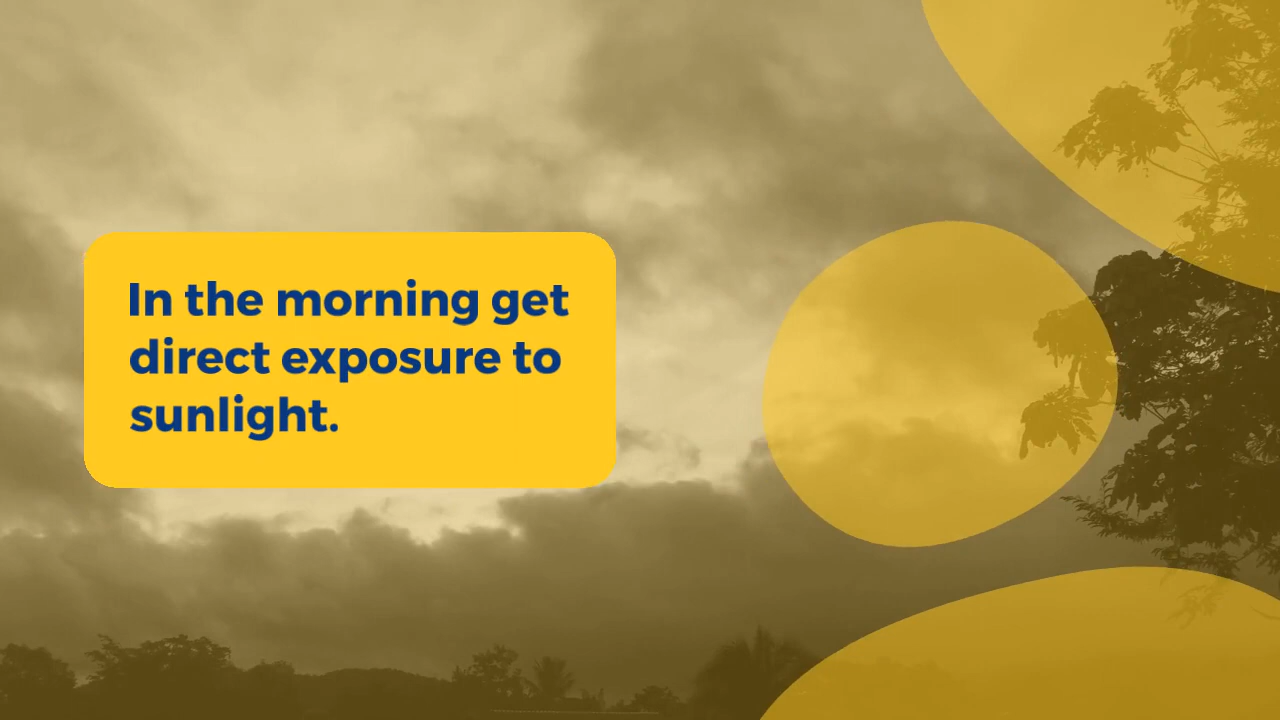 In the morning get
direct exposure to
sunlight.